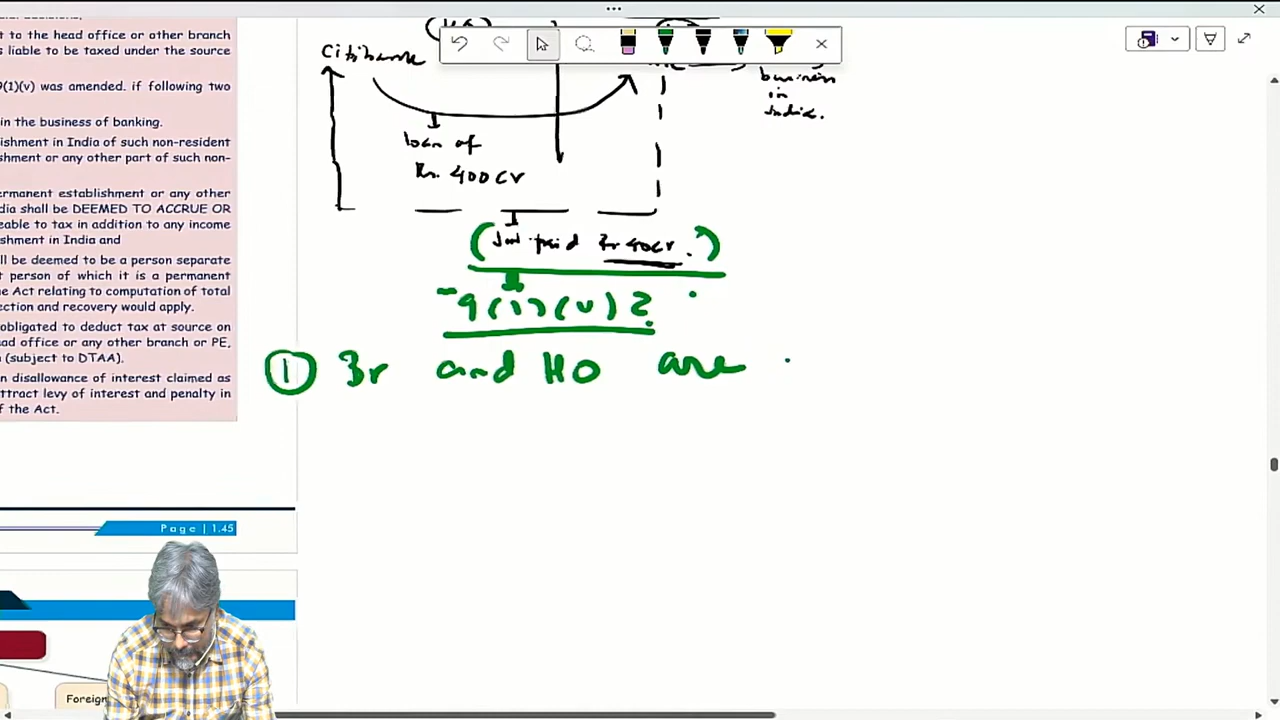 t to the head office or other branch
s liable to be taxed under the source
9(1)(v) was amended. if following two
in the business of banking.
ishment in India of such non-resident
shment or any other part of such non-
ermanent establishment or any other
dia shall be DEEMED TO ACCRUE OR
eable to tax in addition to any income
shment in India and
ll be deemed to be a person separate
t person of which it is a permanent
he Act relating to computation of total
ection and recovery would apply.
obligated to deduct tax at source on
ead office or any other branch or PE,
(subject to DTAA).
n disallowance of interest claimed as
ttract levy of interest and penalty in
f the Act.
Page | 1.45
Foreign
Citibank
business
in
India.
loan of
Rs. 400 cr
(Int paid Rs 40cr.)
9(1)(v)?
① Br and HO are